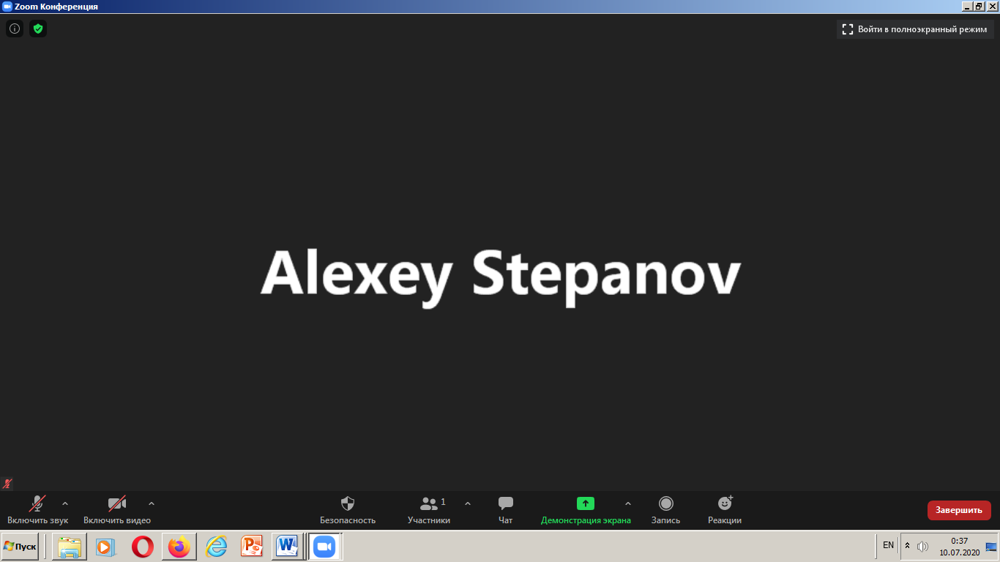 Zoom Конференция
Войти в полноэкранный режим
Alexey Stepanov
1
Включить звук Включить видео Безопасность Участники Чат Демонстрация экрана Запись Реакции Завершить
Пуск EN 0:37
10.07.2020